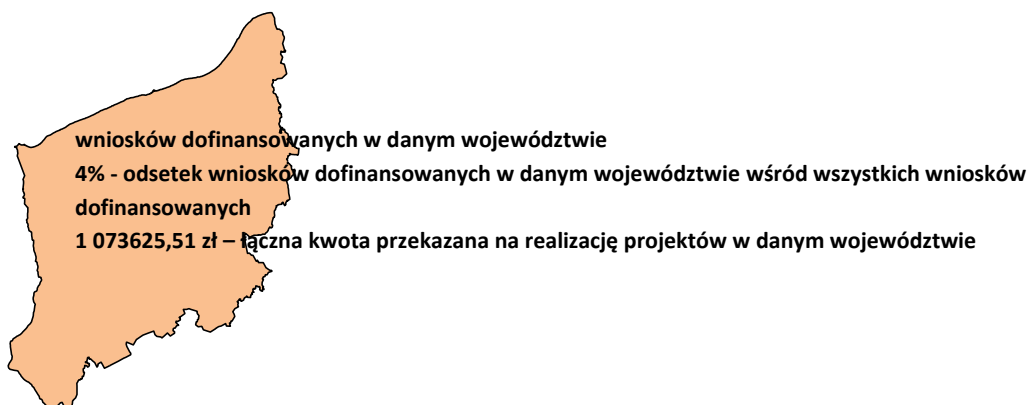 wniosków dofinansowanych w danym województwie
4% - odsetek wniosków dofinansowanych w danym województwie wśród wszystkich wniosków
dofinansowanych
1 073625,51 zł – łączna kwota przekazana na realizację projektów w danym województwie